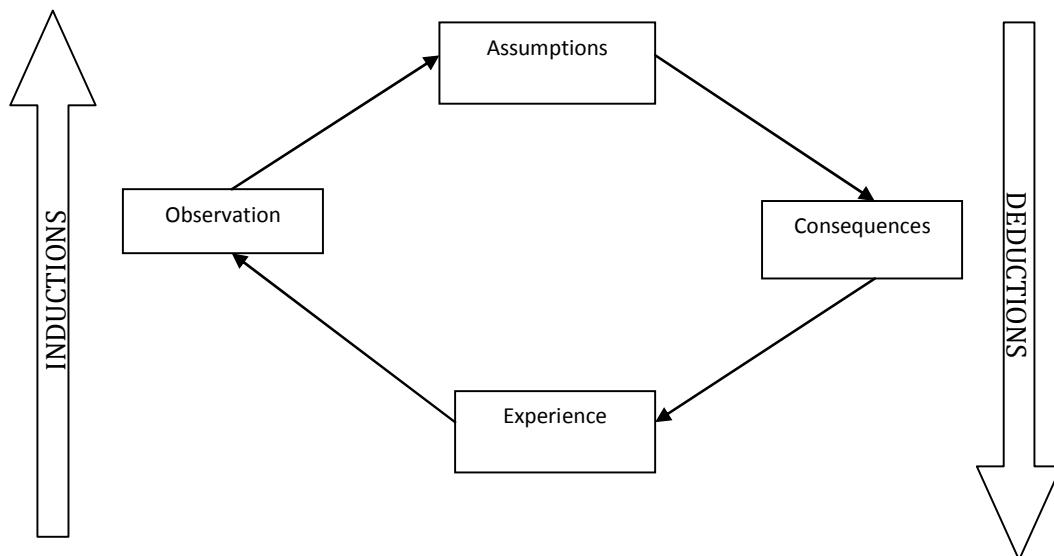 Assumptions
Observation
Consequences
Experience
INDUCTIONS
DEDUCTIONS